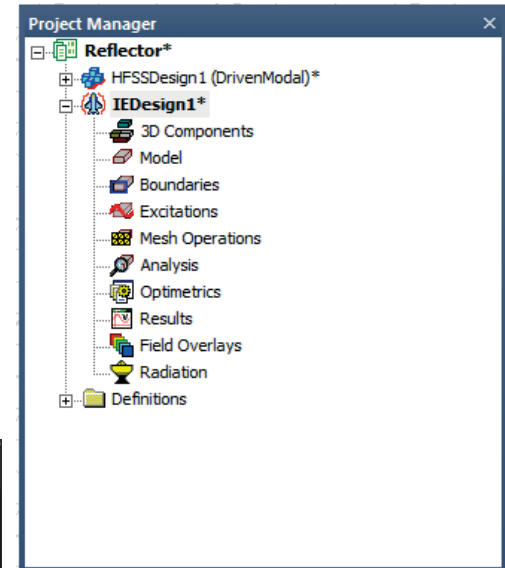 Project Manager
Reflector*
HFSSDesign1 (DrivenModal)*
IEDesign1*
3D Components
Model
Boundaries
Excitations
Mesh Operations
Analysis
Optimetrics
Results
Field Overlays
Radiation
Definitions